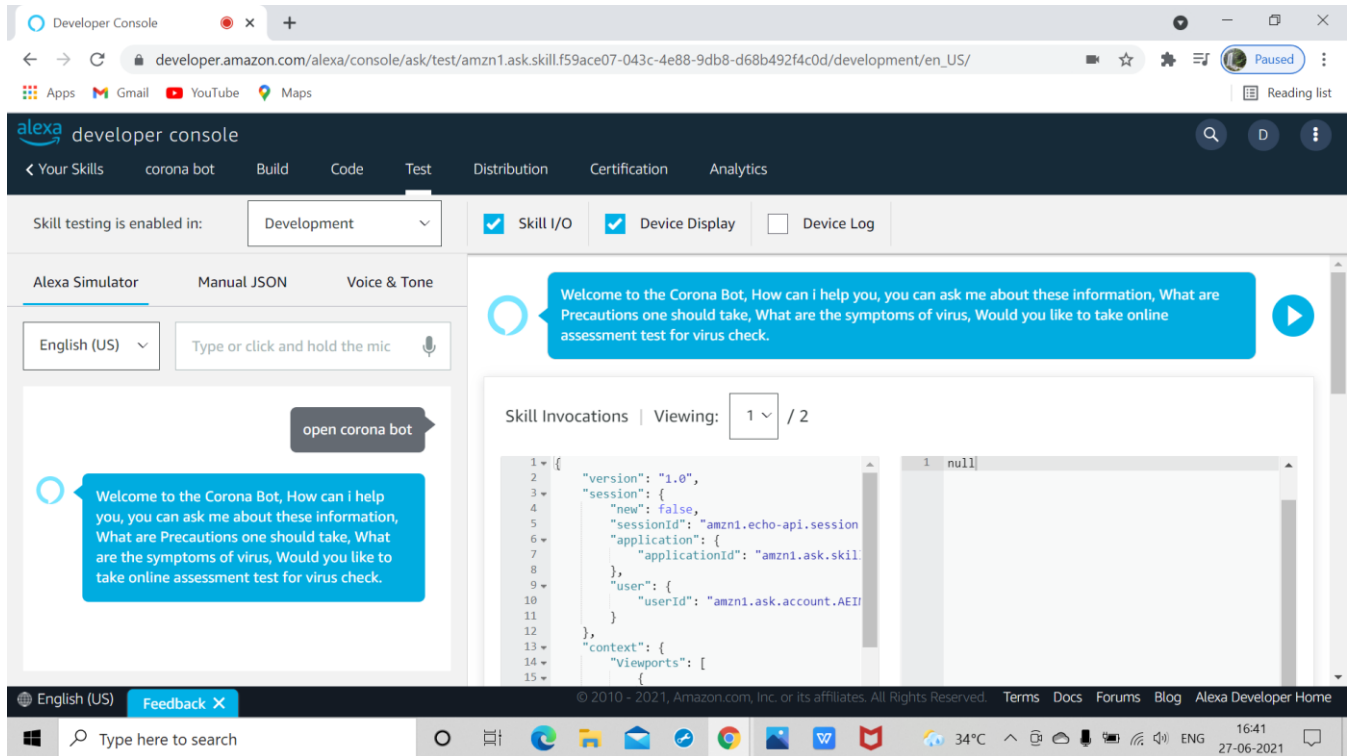 Developer Console
developer.amazon.com/alexa/console/ask/test/amzn1.ask.skill.f59ace07-043c-4e88-9db8-d68b492f4c0d/development/en_US/
Paused
Apps Gmail YouTube Maps
Reading list
alexa developer console
D
Your Skills corona bot Build Code Test Distribution Certification Analytics
Skill testing is enabled in: Development
Skill I/O Device Display Device Log
Alexa Simulator Manual JSON Voice & Tone
English (US) Type or click and hold the mic
open corona bot
Welcome to the Corona Bot, How can i help
you, you can ask me about these information,
What are Precautions one should take, What
are the symptoms of virus, Would you like to
take online assessment test for virus check.
Welcome to the Corona Bot, How can i help you, you can ask me about these information, What are
Precautions one should take, What are the symptoms of virus, Would you like to take online
assessment test for virus check.
Skill Invocations | Viewing: 1 / 2
1 {
2 "version": "1.0",
3 "session": {
4 "new": false,
5 "sessionId": "amzn1.echo-api.session
6 "application": {
7 "applicationId": "amzn1.ask.skil
8 },
9 "user": {
10 "userId": "amzn1.ask.account.AEI
11 }
12 },
13 "context": {
14 "Viewports": [
15 {
1 null
English (US) Feedback X
© 2010 - 2021, Amazon.com, Inc. or its affiliates. All Rights Reserved. Terms Docs Forums Blog Alexa Developer Home
Type here to search
34°C ENG
16:41
27-06-2021